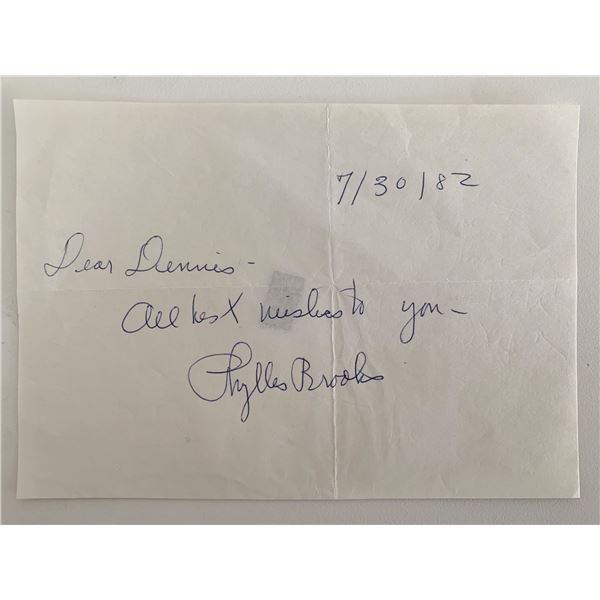 7/30/82
Dear Dennis -
All best wishes to you -
Phyllis Brooks